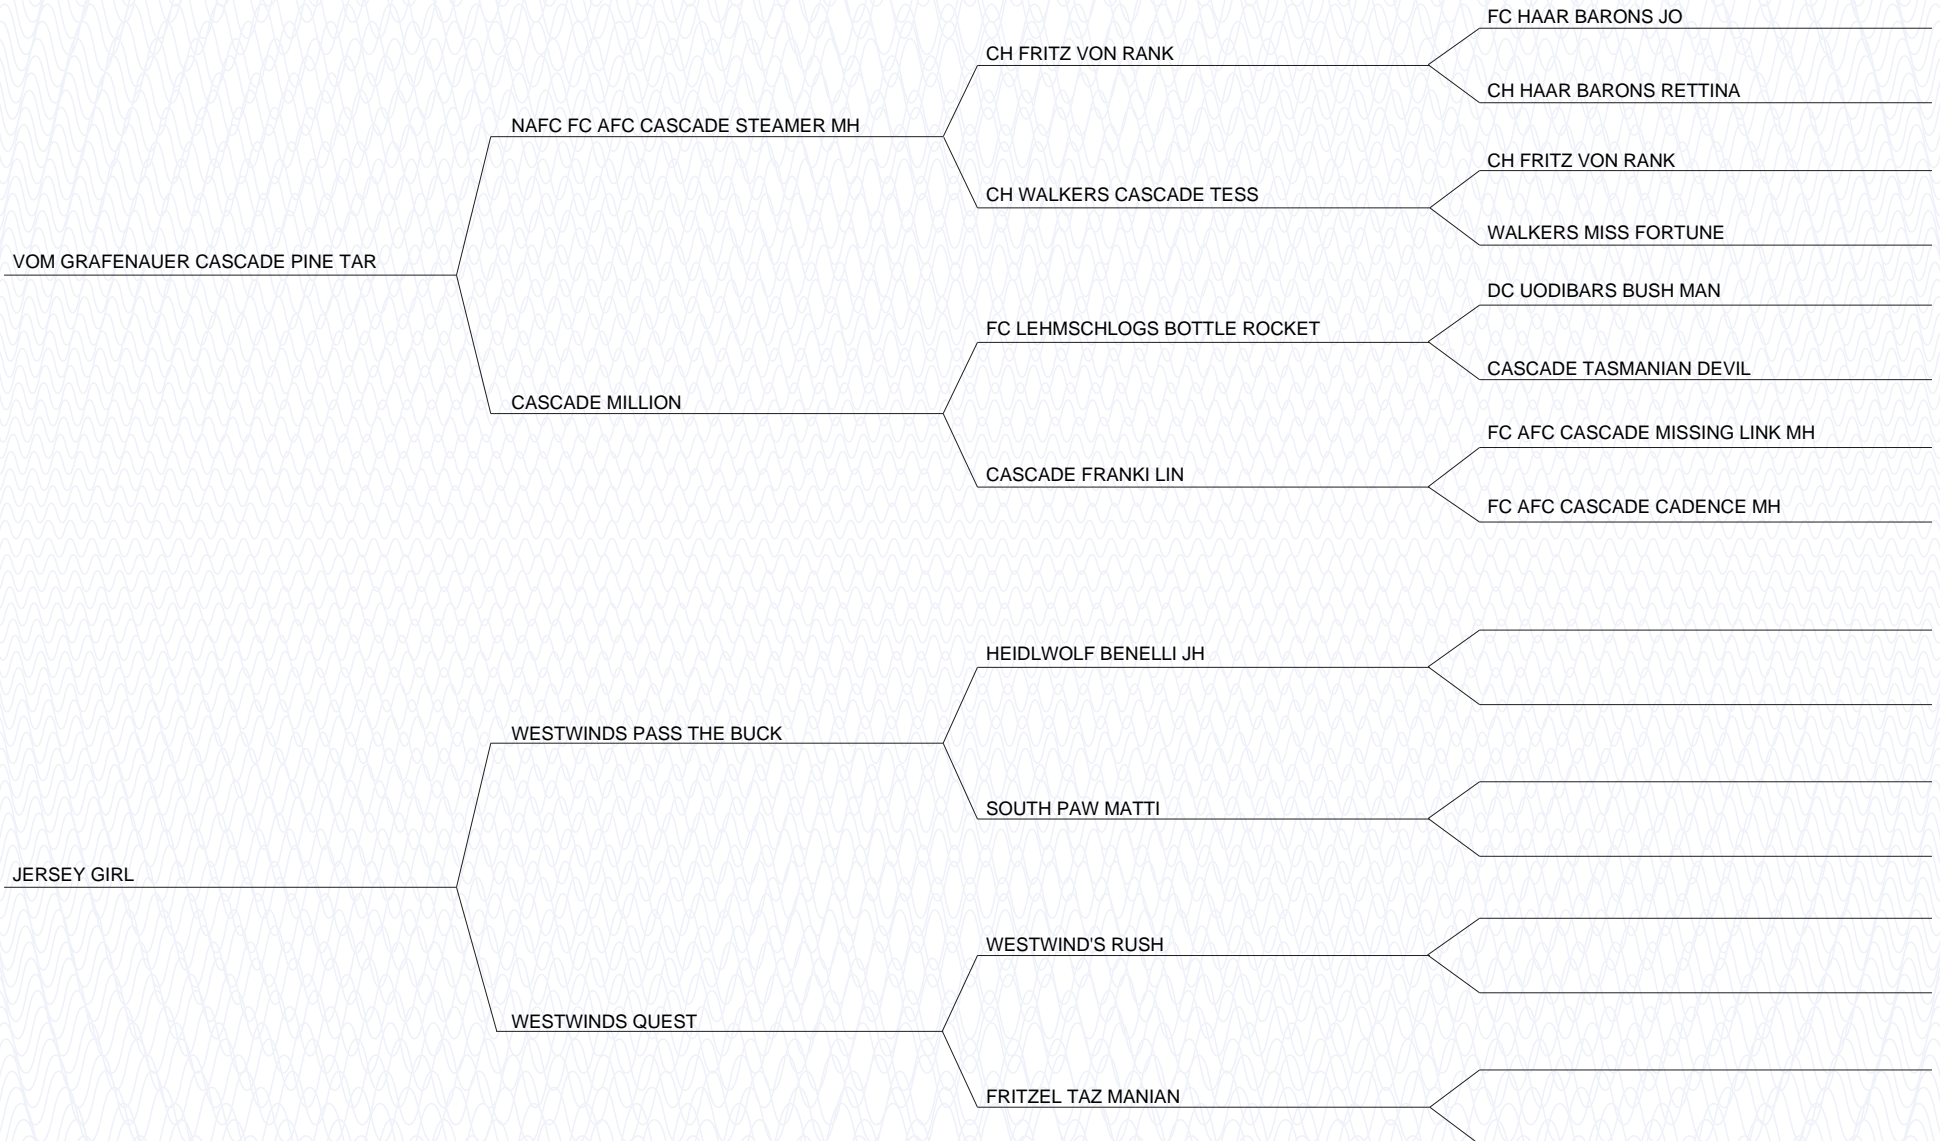 FC HAAR BARONS JO
CH FRITZ VON RANK
CH HAAR BARONS RETTINA
NAFC FC AFC CASCADE STEAMER MH
CH FRITZ VON RANK
CH WALKERS CASCADE TESS
WALKERS MISS FORTUNE
VOM GRAFENAUER CASCADE PINE TAR
DC UODIBARS BUSH MAN
FC LEHMSCHLOGS BOTTLE ROCKET
CASCADE TASMANIAN DEVIL
CASCADE MILLION
FC AFC CASCADE MISSING LINK MH
CASCADE FRANKI LIN
FC AFC CASCADE CADENCE MH
HEIDLWOLF BENELLI JH
WESTWINDS PASS THE BUCK
SOUTH PAW MATTI
JERSEY GIRL
WESTWIND'S RUSH
WESTWINDS QUEST
FRITZEL TAZ MANIAN